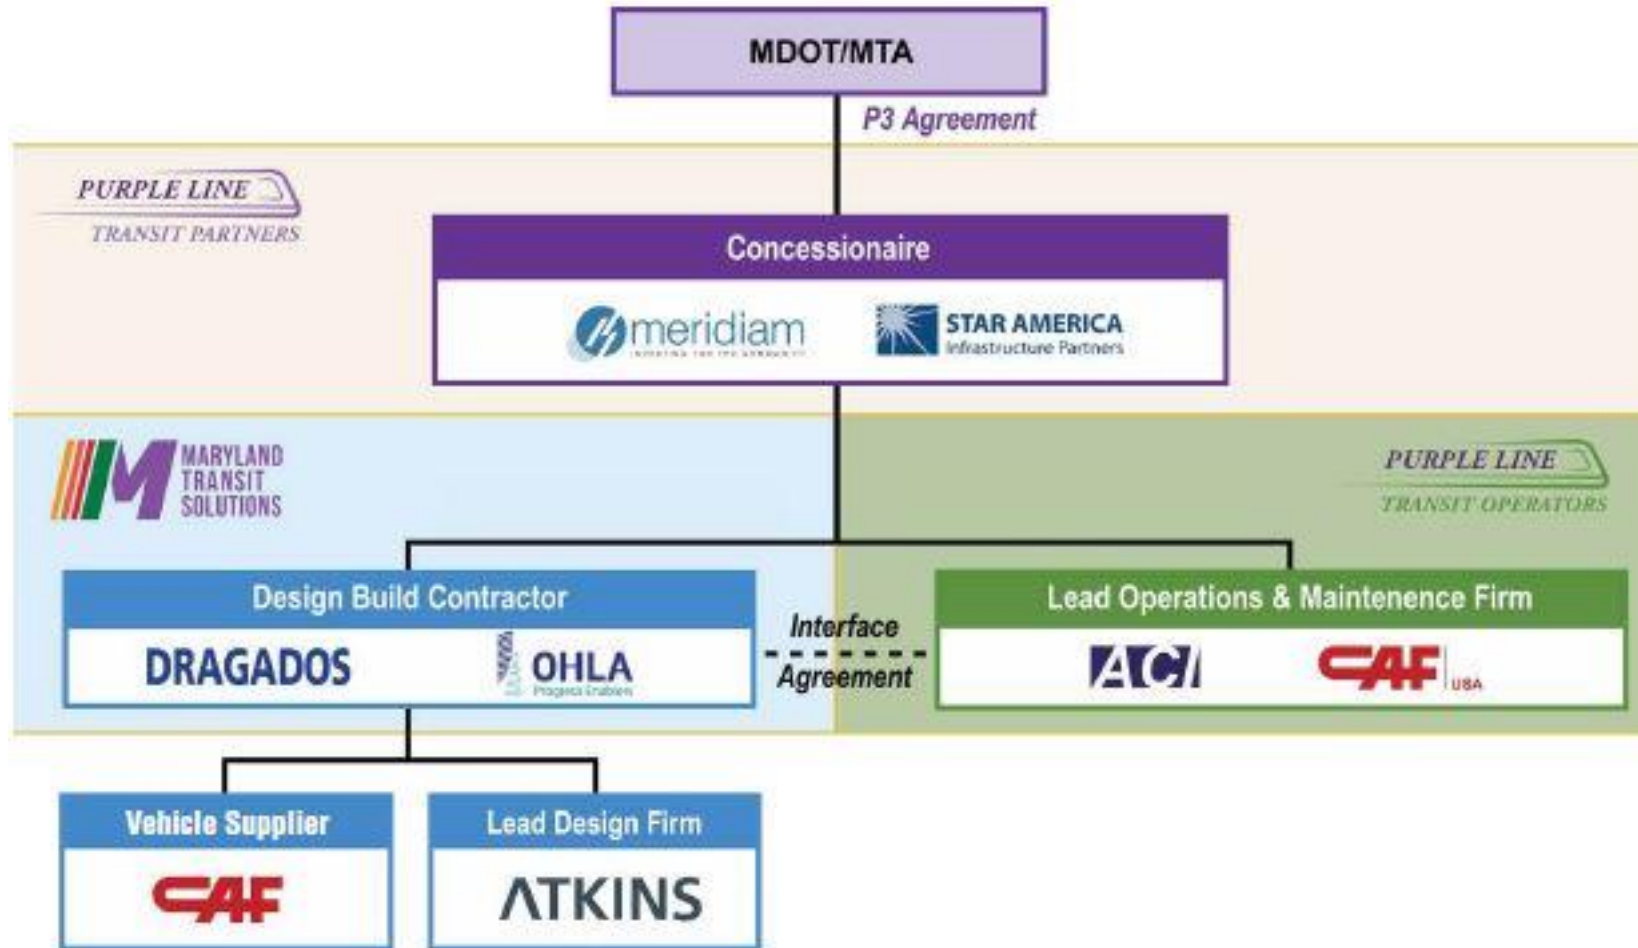 MDOT/MTA
P3 Agreement
PURPLE LINE
TRANSIT PARTNERS
Concessionaire
meridiam
STAR AMERICA
Infrastructure Partners
MARYLAND
TRANSIT
SOLUTIONS
PURPLE LINE
TRANSIT OPERATORS
Design Build Contractor
DRAGADOS
OHLA
Progress Enablers
Interface
Agreement
Lead Operations & Maintenence Firm
ACI
CAF USA
Vehicle Supplier
CAF
Lead Design Firm
ATKINS